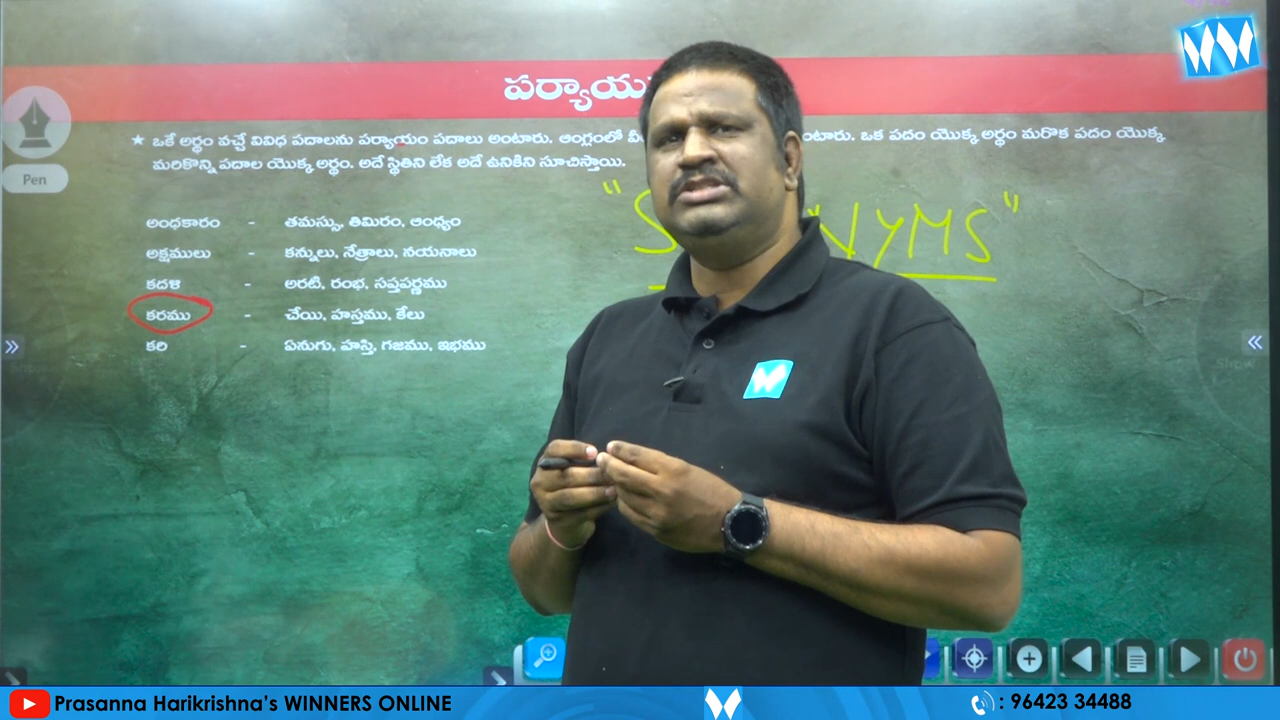 పర్యాయ
★ ఒకే అర్థం వచ్చే వివిధ పదాలను పర్యాయం పదాలు అంటారు. ఆంగ్లంలో అంటారు. ఒక పదం యొక్క అర్థం మరొక పదం యొక్క
మరికొన్ని పదాల యొక్క అర్థం. అదే స్థితిని లేక అదే ఉనికిని సూచిస్తాయి.
Pen
"S NYMS"
అంధకారం - తమస్సు, తిమిరం, ఆంధ్యం
అక్షములు - కన్నులు, నేత్రాలు, నయనాలు
కదళి - అరటి, రంభ, సప్తపర్ణము
కరము - చేయి, హస్తము, కేలు
కరి - ఏనుగు, హస్తి, గజము, ఇభము
Prasanna Harikrishna's WINNERS ONLINE
: 96423 34488